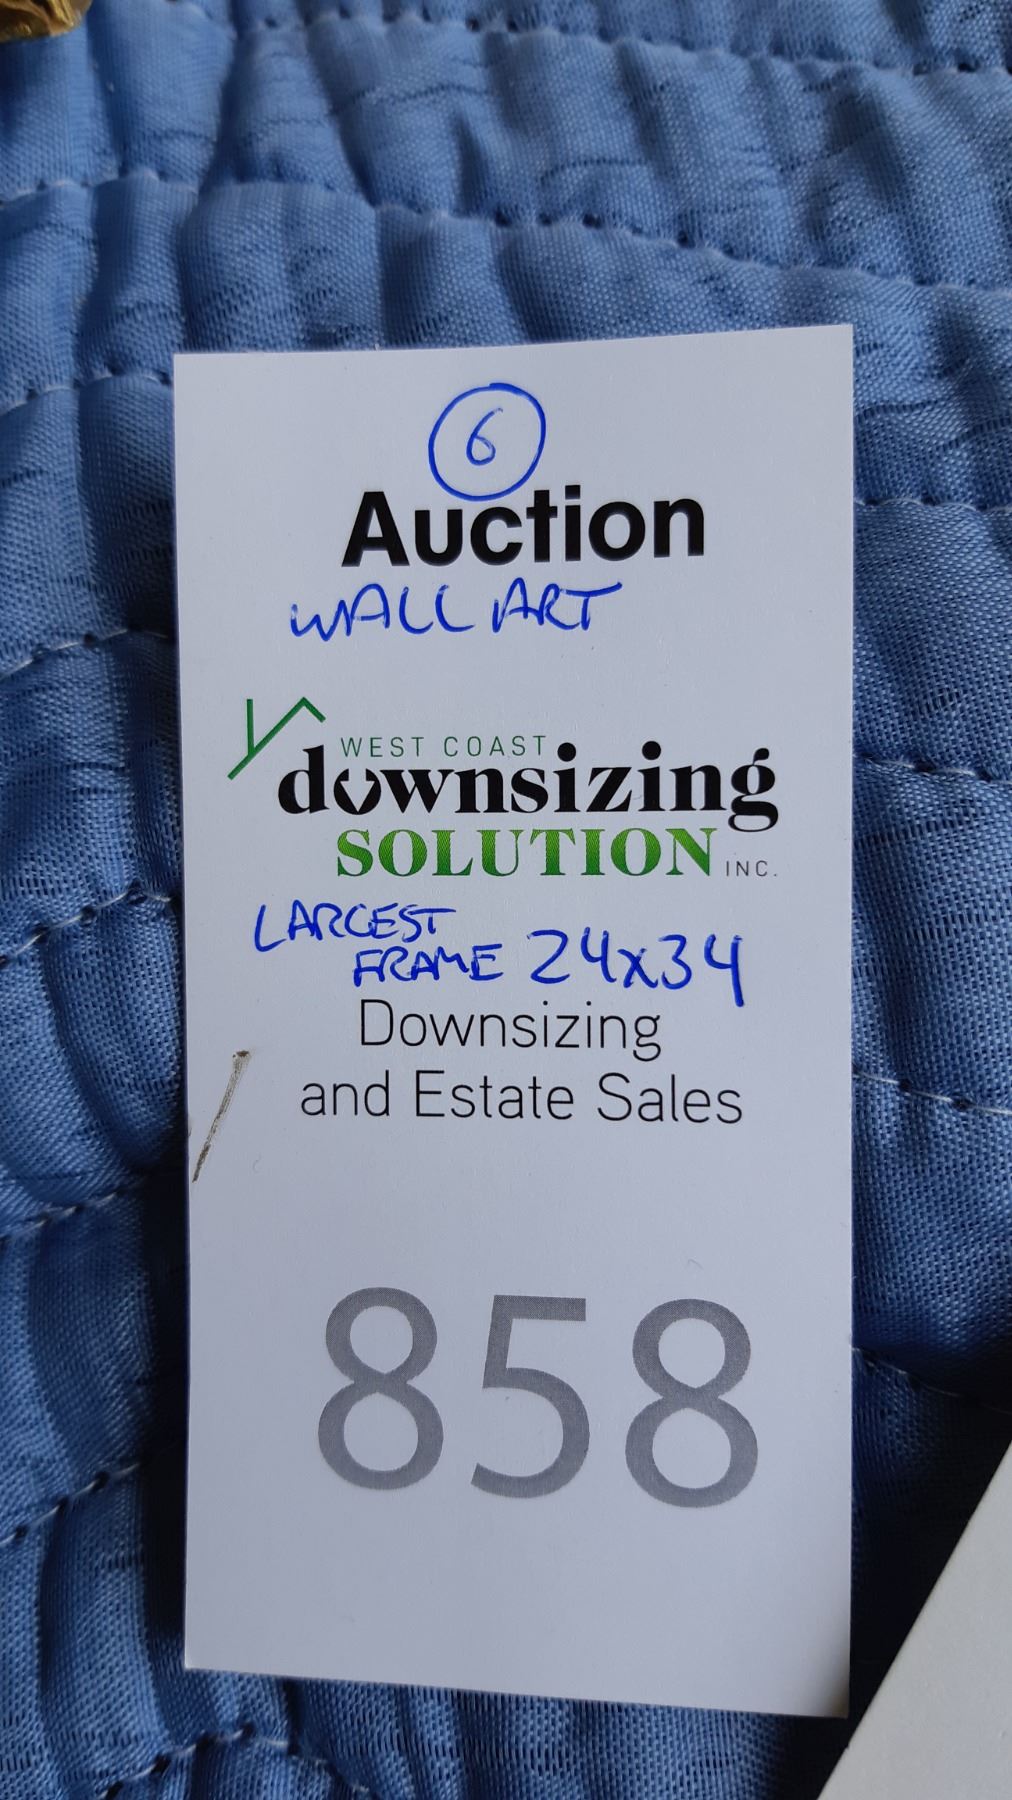 6
Auction
WALL ART
WEST COAST
downsizing
SOLUTION INC.
LARGEST
FRAME 24x34
Downsizing
and Estate Sales
858